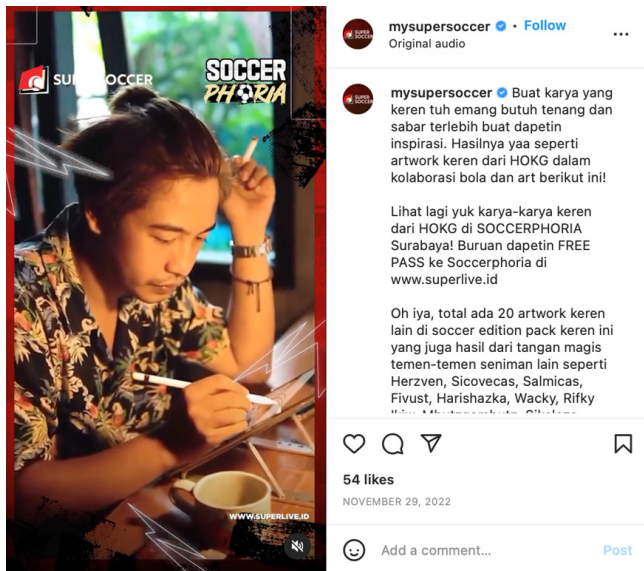 SUPER SOCCER
SOCCER
PHORIA
WWW.SUPERLIVE.ID
mysupersoccer • Follow
Original audio
mysupersoccer Buat karya yang
keren tuh emang butuh tenang dan
sabar terlebih buat dapetin
inspirasi. Hasilnya yaa seperti
artwork keren dari HOKG dalam
kolaborasi bola dan art berikut ini!
Lihat lagi yuk karya-karya keren
dari HOKG di SOCCERPHORIA
Surabaya! Buruan dapetin FREE
PASS ke Soccerphoria di
www.superlive.id
Oh iya, total ada 20 artwork keren
lain di soccer edition pack keren ini
yang juga hasil dari tangan magis
temen-temen seniman lain seperti
Herzven, Sicovecas, Salmicas,
Fivust, Harishazka, Wacky, Rifky
54 likes
NOVEMBER 29, 2022
Add a comment...
Post